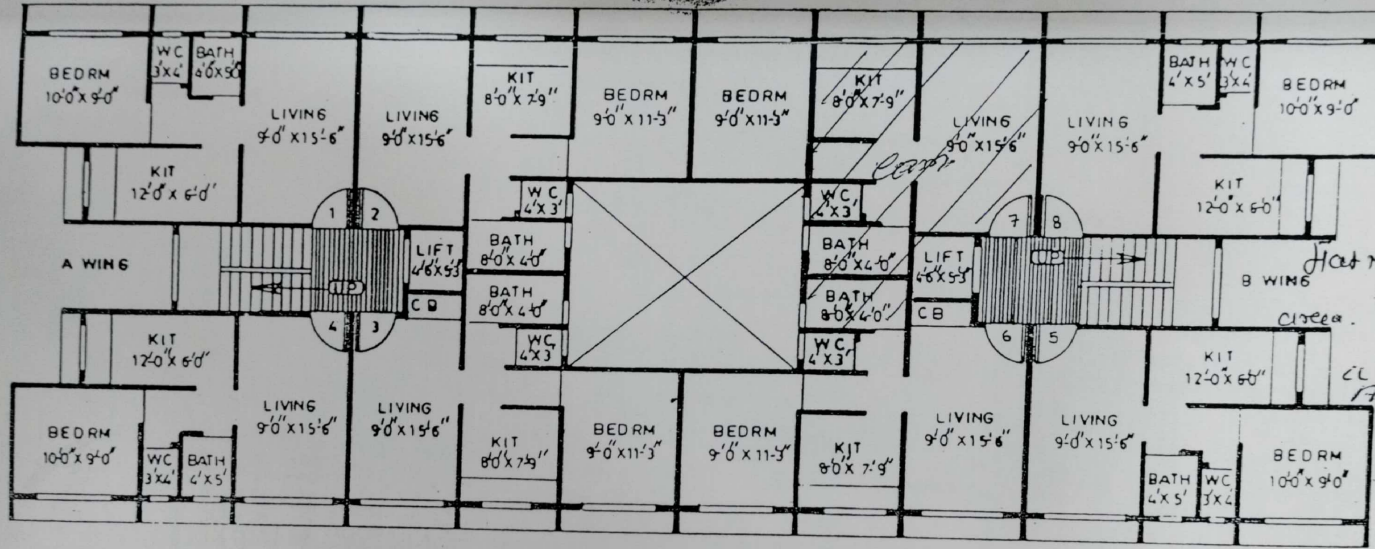 BEDRM
10'-0" X 9'-0"
WC
3'X4'
BATH
4'-0"X5'-0"
LIVING
9'-0" X 15'-6"
LIVING
9'-0" X 15'-6"
KIT
8'-0" X 7'-9"
BEDRM
9'-0" X 11'-3"
BEDRM
9'-0" X 11'-3"
KIT
8'-0" X 7'-9"
LIVING
9'-0" X 15'-6"
LIVING
9'-0" X 15'-6"
BATH
4' X 5'
WC
3'X4'
BEDRM
10'-0" X 9'-0"
KIT
12'-0" X 6'-0"
WC
4' X 3'
WC
4' X 3'
KIT
12'-0" X 6'-0"
1
2
7
8
A WING
UP
LIFT
4'-6" X 5'-3"
BATH
8'-0" X 4'-0"
BATH
8'-0" X 4'-0"
LIFT
4'-6" X 5'-3"
UP
B WING
CB
BATH
8'-0" X 4'-0"
BATH
8'-0" X 4'-0"
CB
area.
4
3
6
5
KIT
12'-0" X 6'-0"
WC
4' X 3'
WC
4' X 3'
KIT
12'-0" X 6'-0"
BEDRM
10'-0" X 9'-0"
WC
3'X4'
BATH
4' X 5'
LIVING
9'-0" X 15'-6"
LIVING
9'-0" X 15'-6"
KIT
8'-0" X 7'-9"
BEDRM
9'-0" X 11'-3"
BEDRM
9'-0" X 11'-3"
KIT
8'-0" X 7'-9"
LIVING
9'-0" X 15'-6"
LIVING
9'-0" X 15'-6"
BATH
4' X 5'
WC
3'X4
BEDRM
10'-0" X 9'-0"